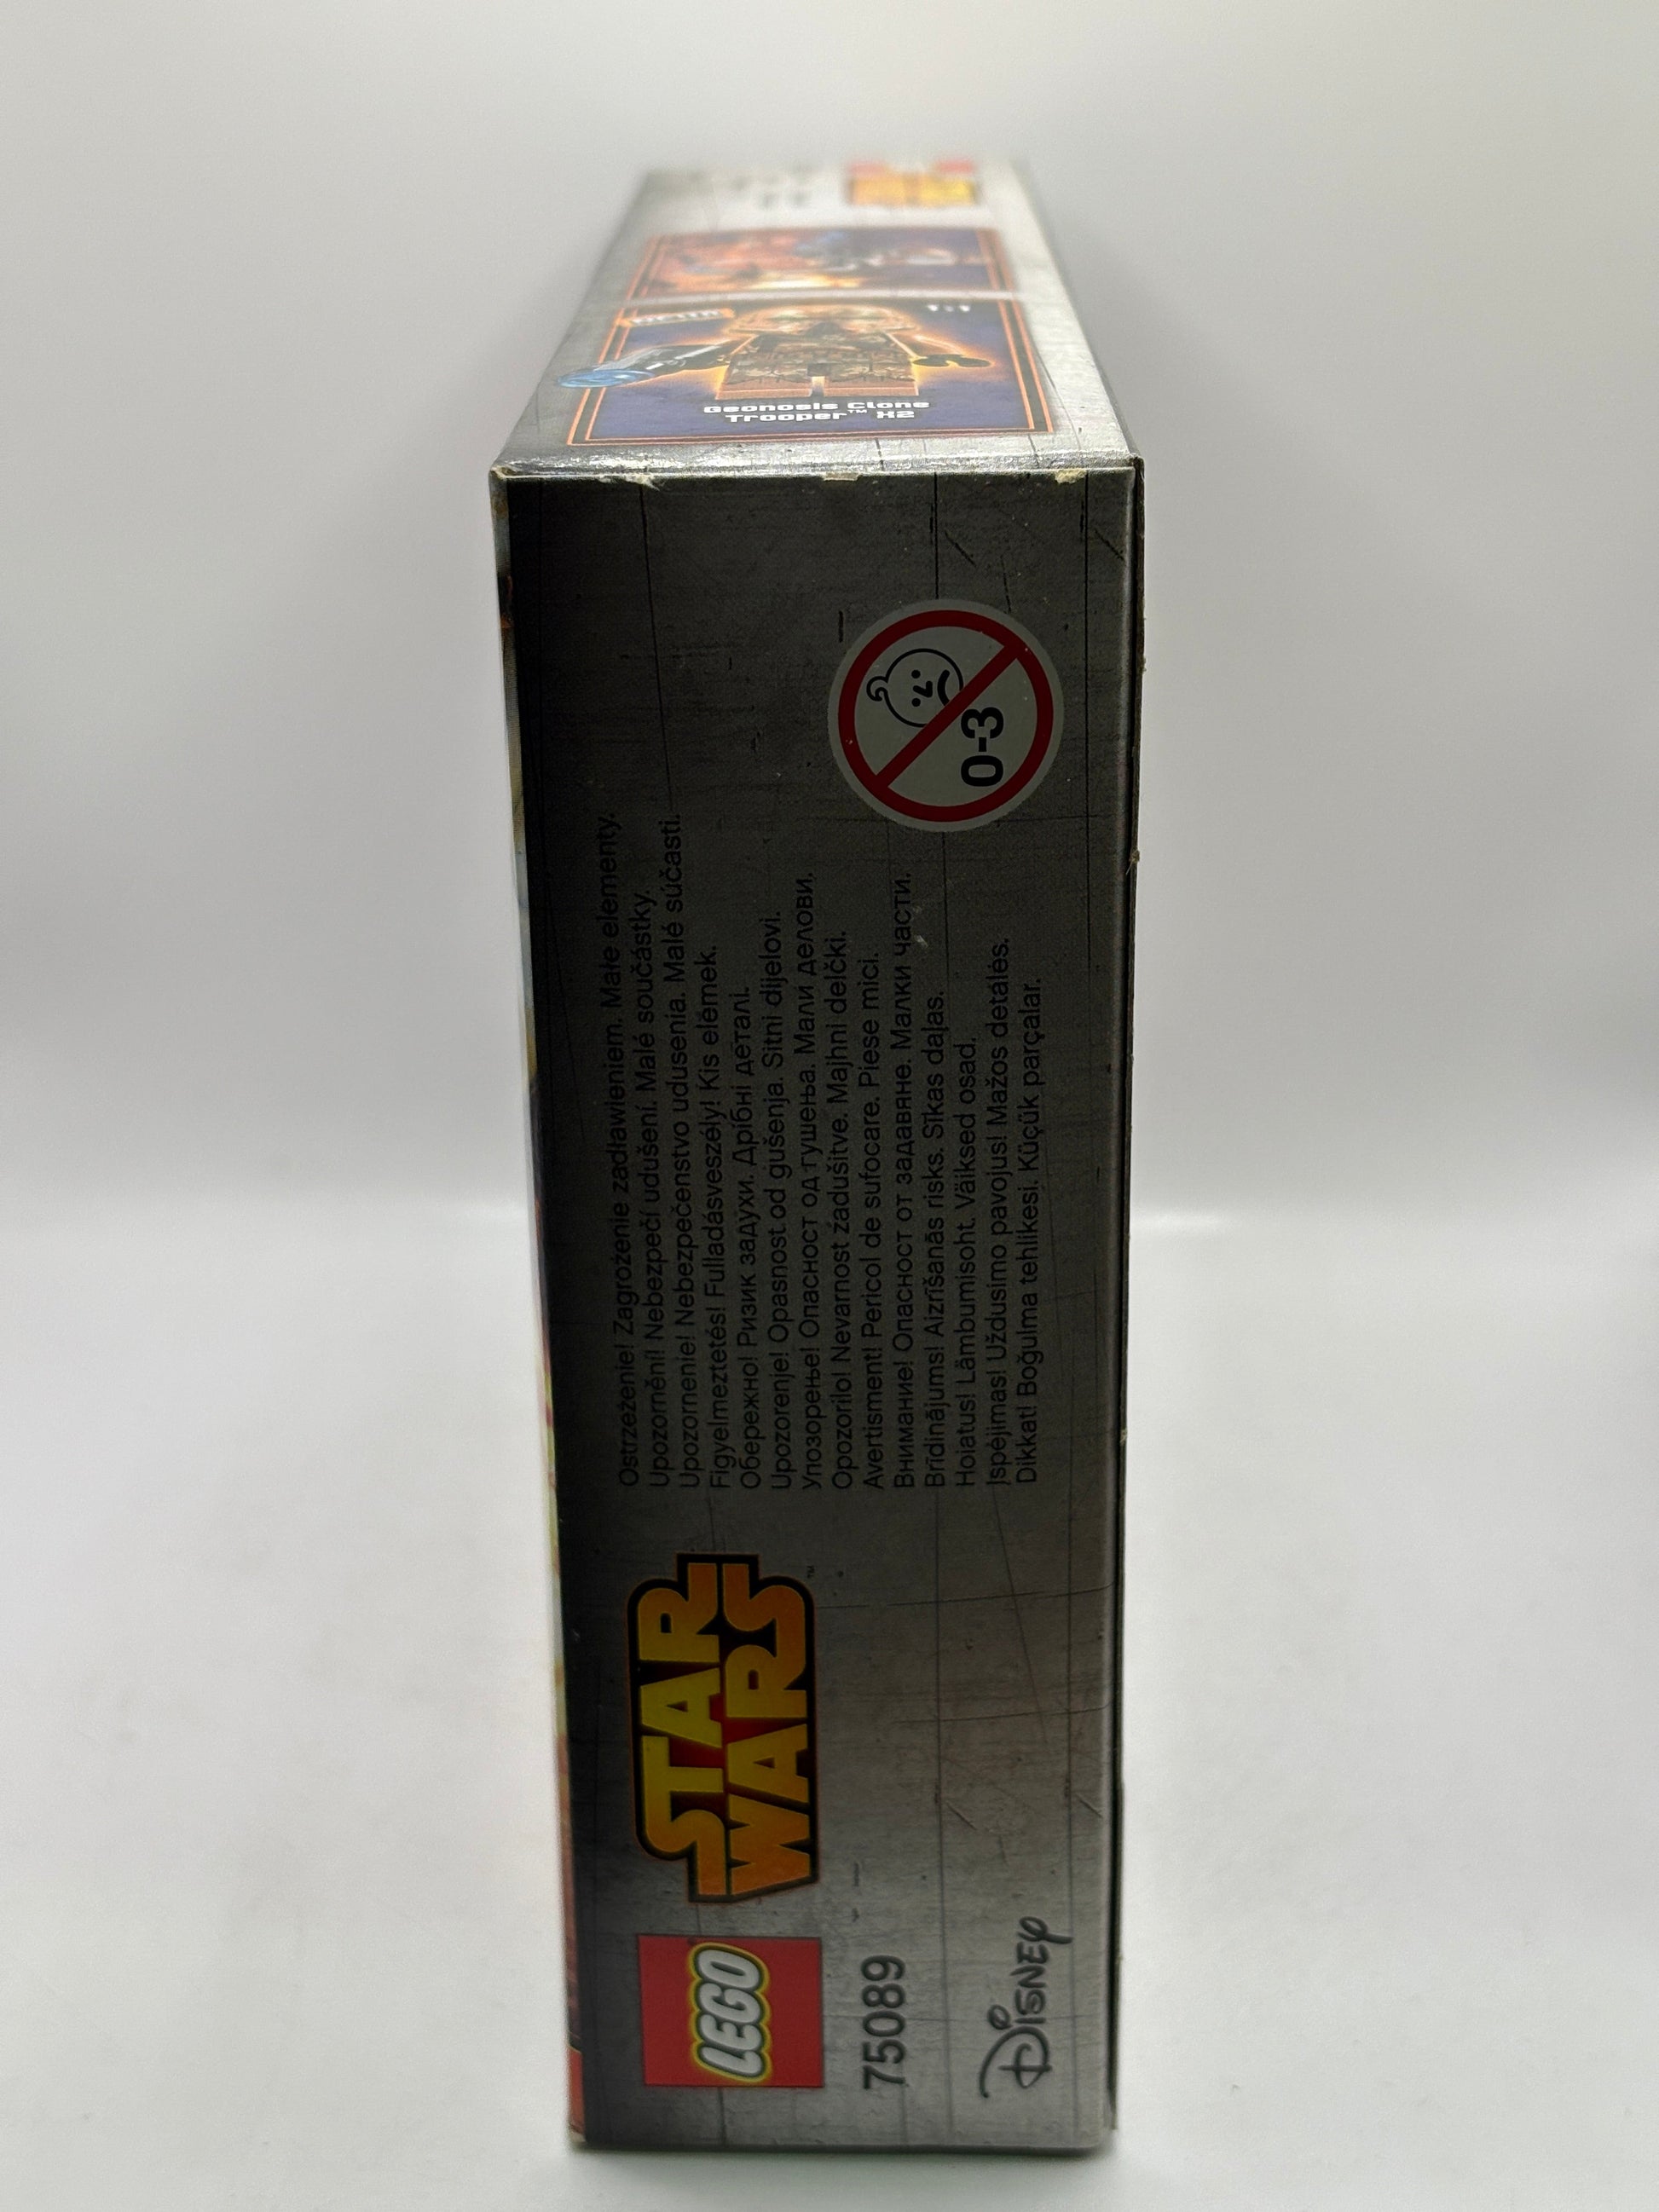 Geonosis Clone
Trooper™ X2
1:1
Ostrzeżenie! Zagrożenie zadławieniem. Małe elementy.
Upozornění! Nebezpečí udušení. Malé součástky.
Upozornenie! Nebezpečenstvo udusenia. Malé súčasti.
Figyelmeztetés! Fulladásveszély! Kis elemek.
Обережно! Ризик задухи. Дрібні деталі.
Upozorenje! Opasnost od gušenja. Sitni dijelovi.
Упозорење! Опасност од гушења. Мали делови.
Opozorilo! Nevarnost zadušitve. Majhni delčki.
Avertisment! Pericol de sufocare. Piese mici.
Внимание! Опасност от задавяне. Малки части.
Brīdinājums! Aizrīšanās risks. Sīkas daļas.
Hoiatus! Lämbumisoht. Väiksed osad.
Įspėjimas! Uždusimo pavojus! Mažos detalės.
Dikkat! Boğulma tehlikesi. Küçük parçalar.
0-3
STAR
WARS™
LEGO
75089
Disney